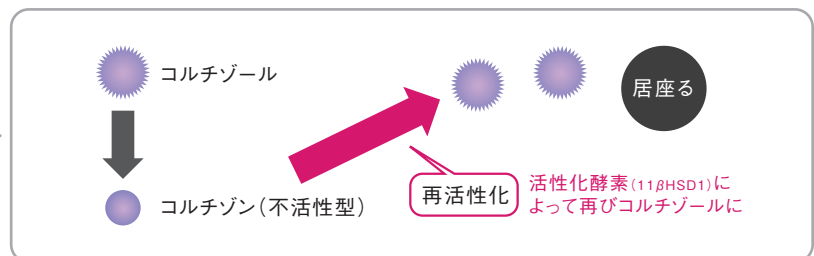 コルチゾール
居座る
コルチゾン（不活性型）
再活性化
活性化酵素(11βHSD1)に
よって再びコルチゾールに